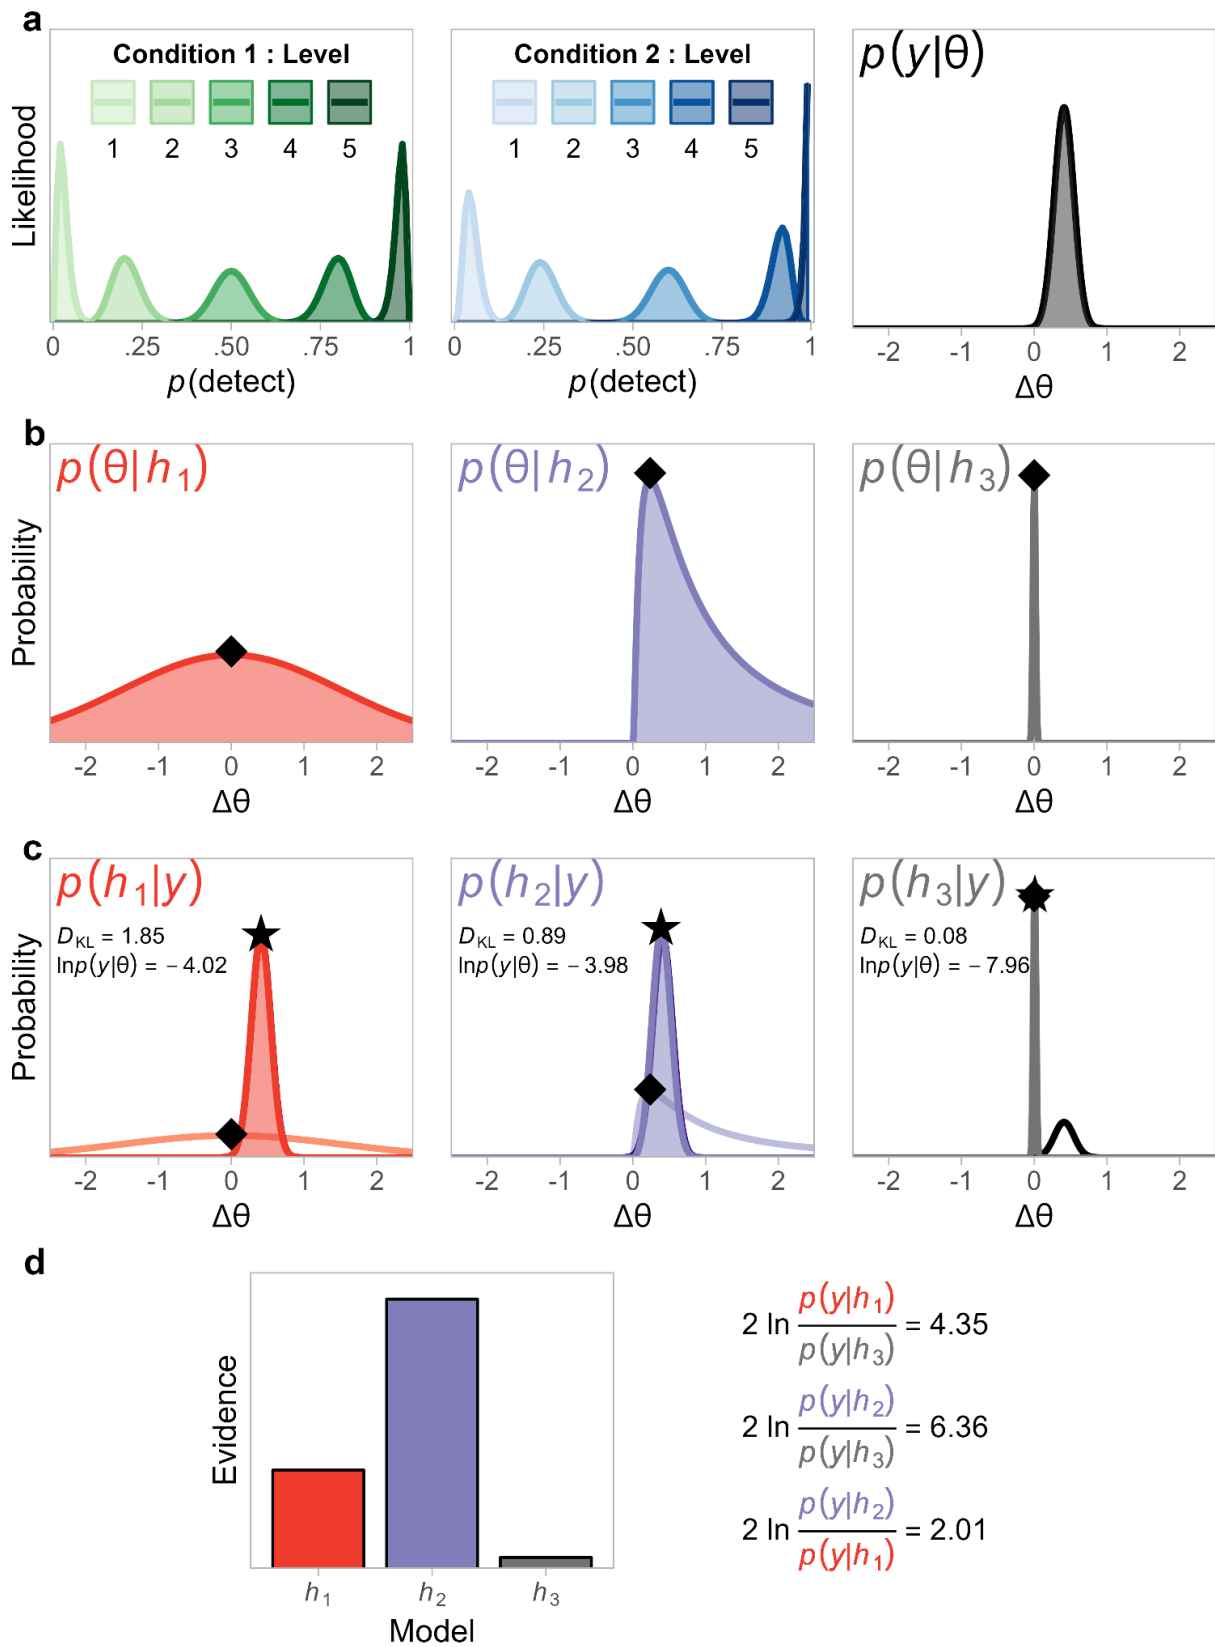 a
Condition 1 : Level
1 2 3 4 5
Likelihood
0 .25 .50 .75 1
p(detect)
Condition 2 : Level
1 2 3 4 5
0 .25 .50 .75 1
p(detect)
p(y|θ)
-2 -1 0 1 2
Δθ
b
p(θ|h₁)
Probability
-2 -1 0 1 2
Δθ
p(θ|h₂)
-2 -1 0 1 2
Δθ
p(θ|h₃)
-2 -1 0 1 2
Δθ
c
p(h₁|y)
D_KL = 1.85
lnp(y|θ) = − 4.02
Probability
-2 -1 0 1 2
Δθ
p(h₂|y)
D_KL = 0.89
lnp(y|θ) = − 3.98
-2 -1 0 1 2
Δθ
p(h₃|y)
D_KL = 0.08
lnp(y|θ) = − 7.96
-2 -1 0 1 2
Δθ
d
Evidence
h₁ h₂ h₃
Model
2 ln p(y|h₁) / p(y|h₃) = 4.35
2 ln p(y|h₂) / p(y|h₃) = 6.36
2 ln p(y|h₂) / p(y|h₁) = 2.01